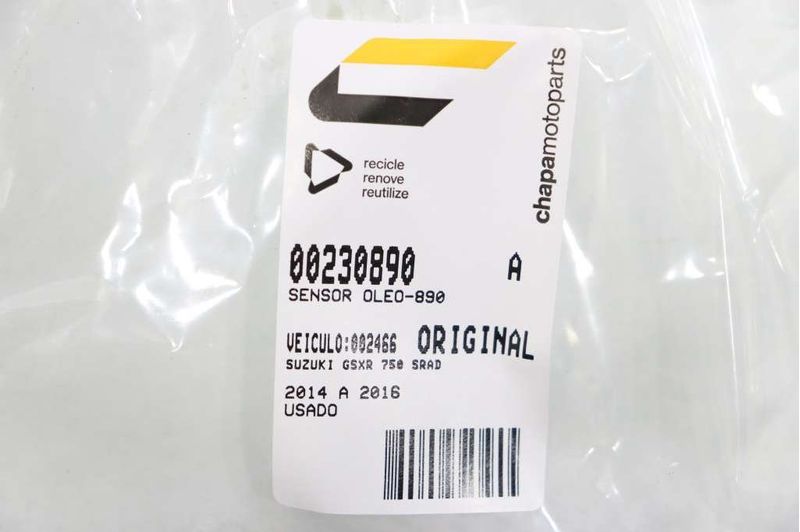 chapamotoparts
recicle
renove
reutilize
00230890 A
SENSOR OLEO-890
VEICULO:002466 ORIGINAL
SUZUKI GSXR 750 SRAD
2014 A 2016
USADO